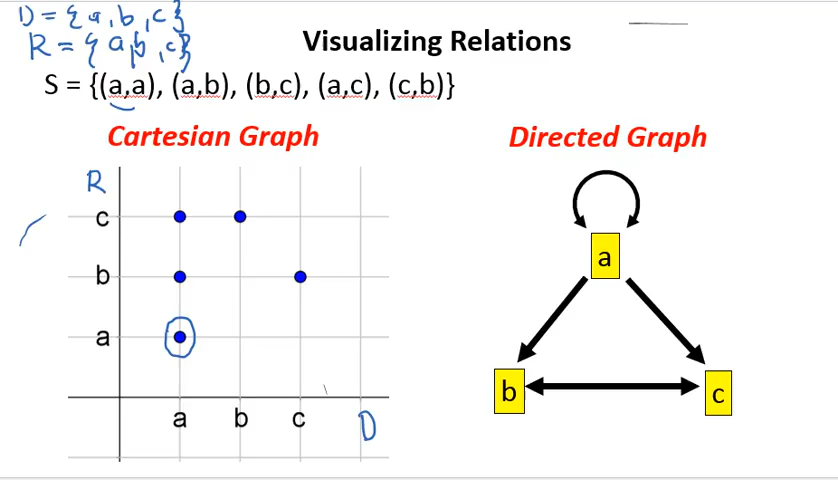 D = {a, b, c}
R = { a, b, c}
Visualizing Relations
S = {(a,a), (a,b), (b,c), (a,c), (c,b)}
Cartesian Graph
Directed Graph
R
c
b
a
a b c D
a
b c